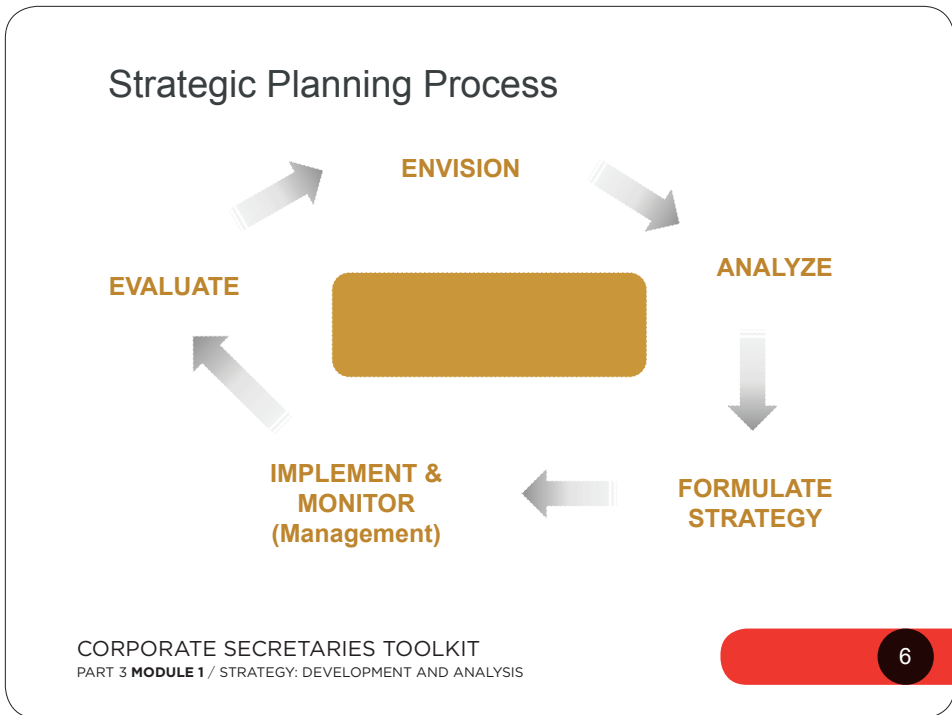 Strategic Planning Process
ENVISION
ANALYZE
EVALUATE
IMPLEMENT &
MONITOR
(Management)
FORMULATE
STRATEGY
CORPORATE SECRETARIES TOOLKIT
PART 3 MODULE 1 / STRATEGY: DEVELOPMENT AND ANALYSIS
6